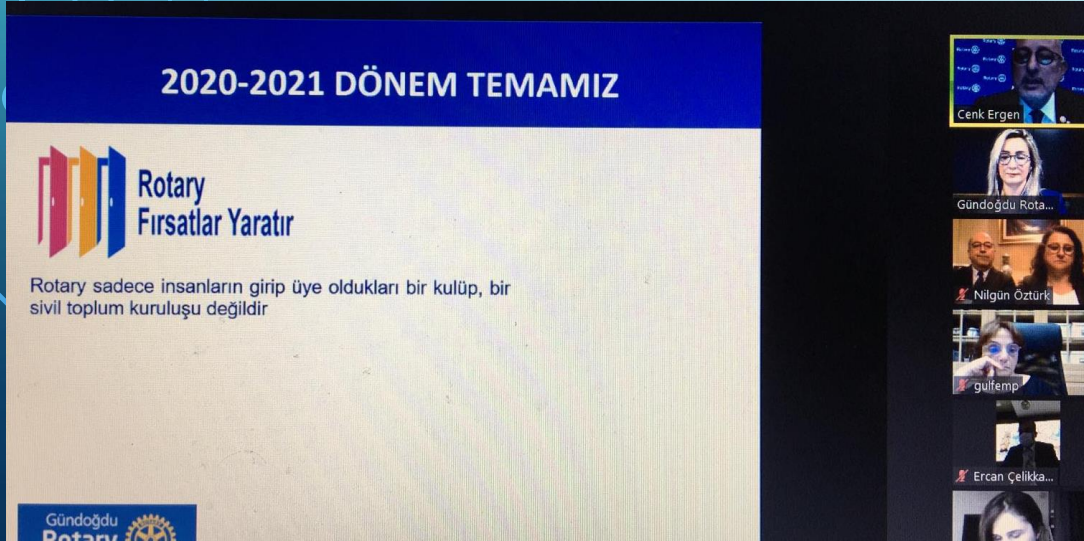 2020-2021 DÖNEM TEMAMIZ
Rotary
Fırsatlar Yaratır
Rotary sadece insanların girip üye oldukları bir kulüp, bir
sivil toplum kuruluşu değildir
Gündoğdu
Rotary
Cenk Ergen
Gündoğdu Rota...
Nilgün Öztürk
gulfemp
Ercan Çelikka...